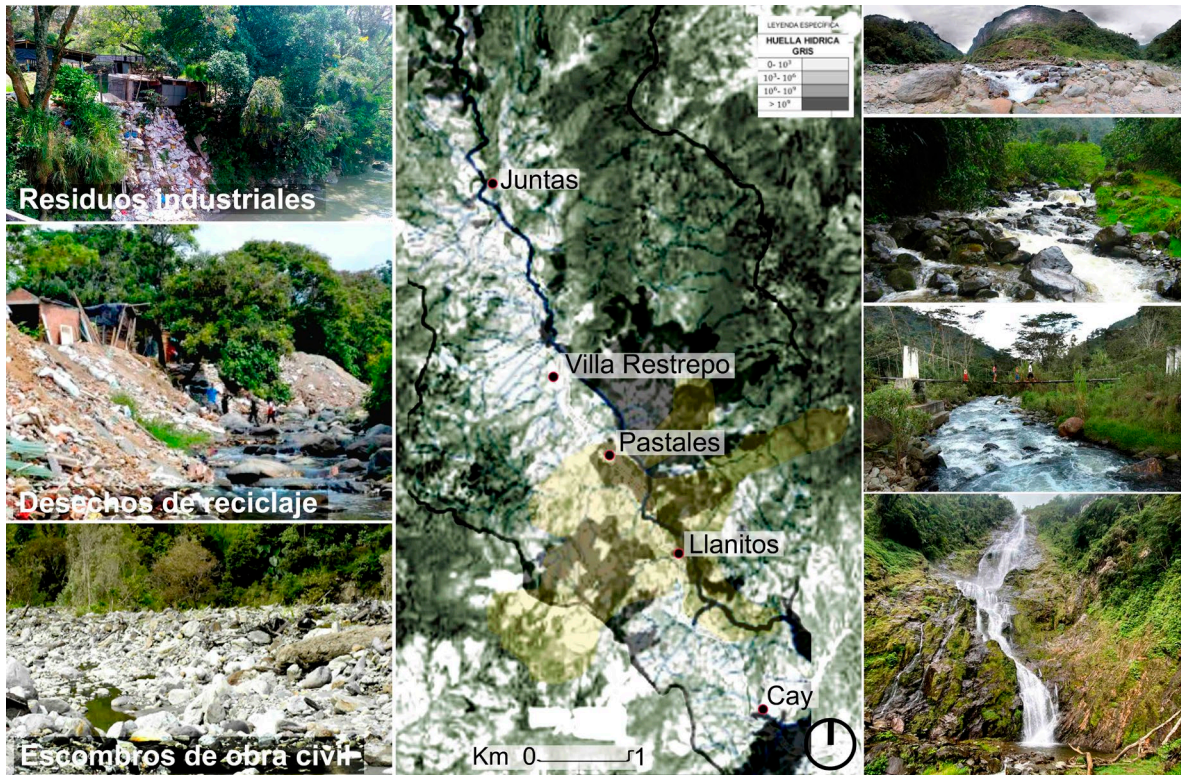 Residuos industriales
Desechos de reciclaje
Escombros de obra civil
LEYENDA ESPECÍFICA
HUELLA HIDRICA
GRIS
0- 10³
10³- 10⁶
10⁶- 10⁹
> 10⁹
Juntas
Villa Restrepo
Pastales
Llanitos
Cay
Km 0 1